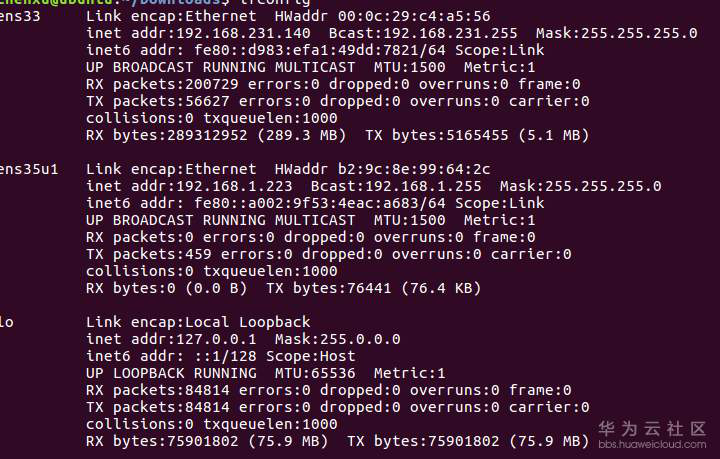 ens33 Link encap:Ethernet HWaddr 00:0c:29:c4:a5:56
inet addr:192.168.231.140 Bcast:192.168.231.255 Mask:255.255.255.0
inet6 addr: fe80::d983:efa1:49dd:7821/64 Scope:Link
UP BROADCAST RUNNING MULTICAST MTU:1500 Metric:1
RX packets:200729 errors:0 dropped:0 overruns:0 frame:0
TX packets:56627 errors:0 dropped:0 overruns:0 carrier:0
collisions:0 txqueuelen:1000
RX bytes:289312952 (289.3 MB) TX bytes:5165455 (5.1 MB)
ens35u1 Link encap:Ethernet HWaddr b2:9c:8e:99:64:2c
inet addr:192.168.1.223 Bcast:192.168.1.255 Mask:255.255.255.0
inet6 addr: fe80::a002:9f53:4eac:a683/64 Scope:Link
UP BROADCAST RUNNING MULTICAST MTU:1500 Metric:1
RX packets:0 errors:0 dropped:0 overruns:0 frame:0
TX packets:459 errors:0 dropped:0 overruns:0 carrier:0
collisions:0 txqueuelen:1000
RX bytes:0 (0.0 B) TX bytes:76441 (76.4 KB)
lo Link encap:Local Loopback
inet addr:127.0.0.1 Mask:255.0.0.0
inet6 addr: ::1/128 Scope:Host
UP LOOPBACK RUNNING MTU:65536 Metric:1
RX packets:84814 errors:0 dropped:0 overruns:0 frame:0
TX packets:84814 errors:0 dropped:0 overruns:0 carrier:0
collisions:0 txqueuelen:1000
RX bytes:75901802 (75.9 MB) TX bytes:75901802 (75.9 MB)
华为云社区
bbs.huaweicloud.com